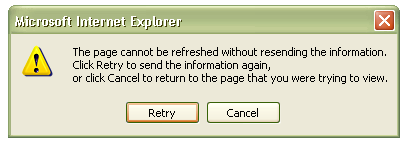 Microsoft Internet Explorer
The page cannot be refreshed without resending the information.
Click Retry to send the information again,
or click Cancel to return to the page that you were trying to view.
Retry Cancel